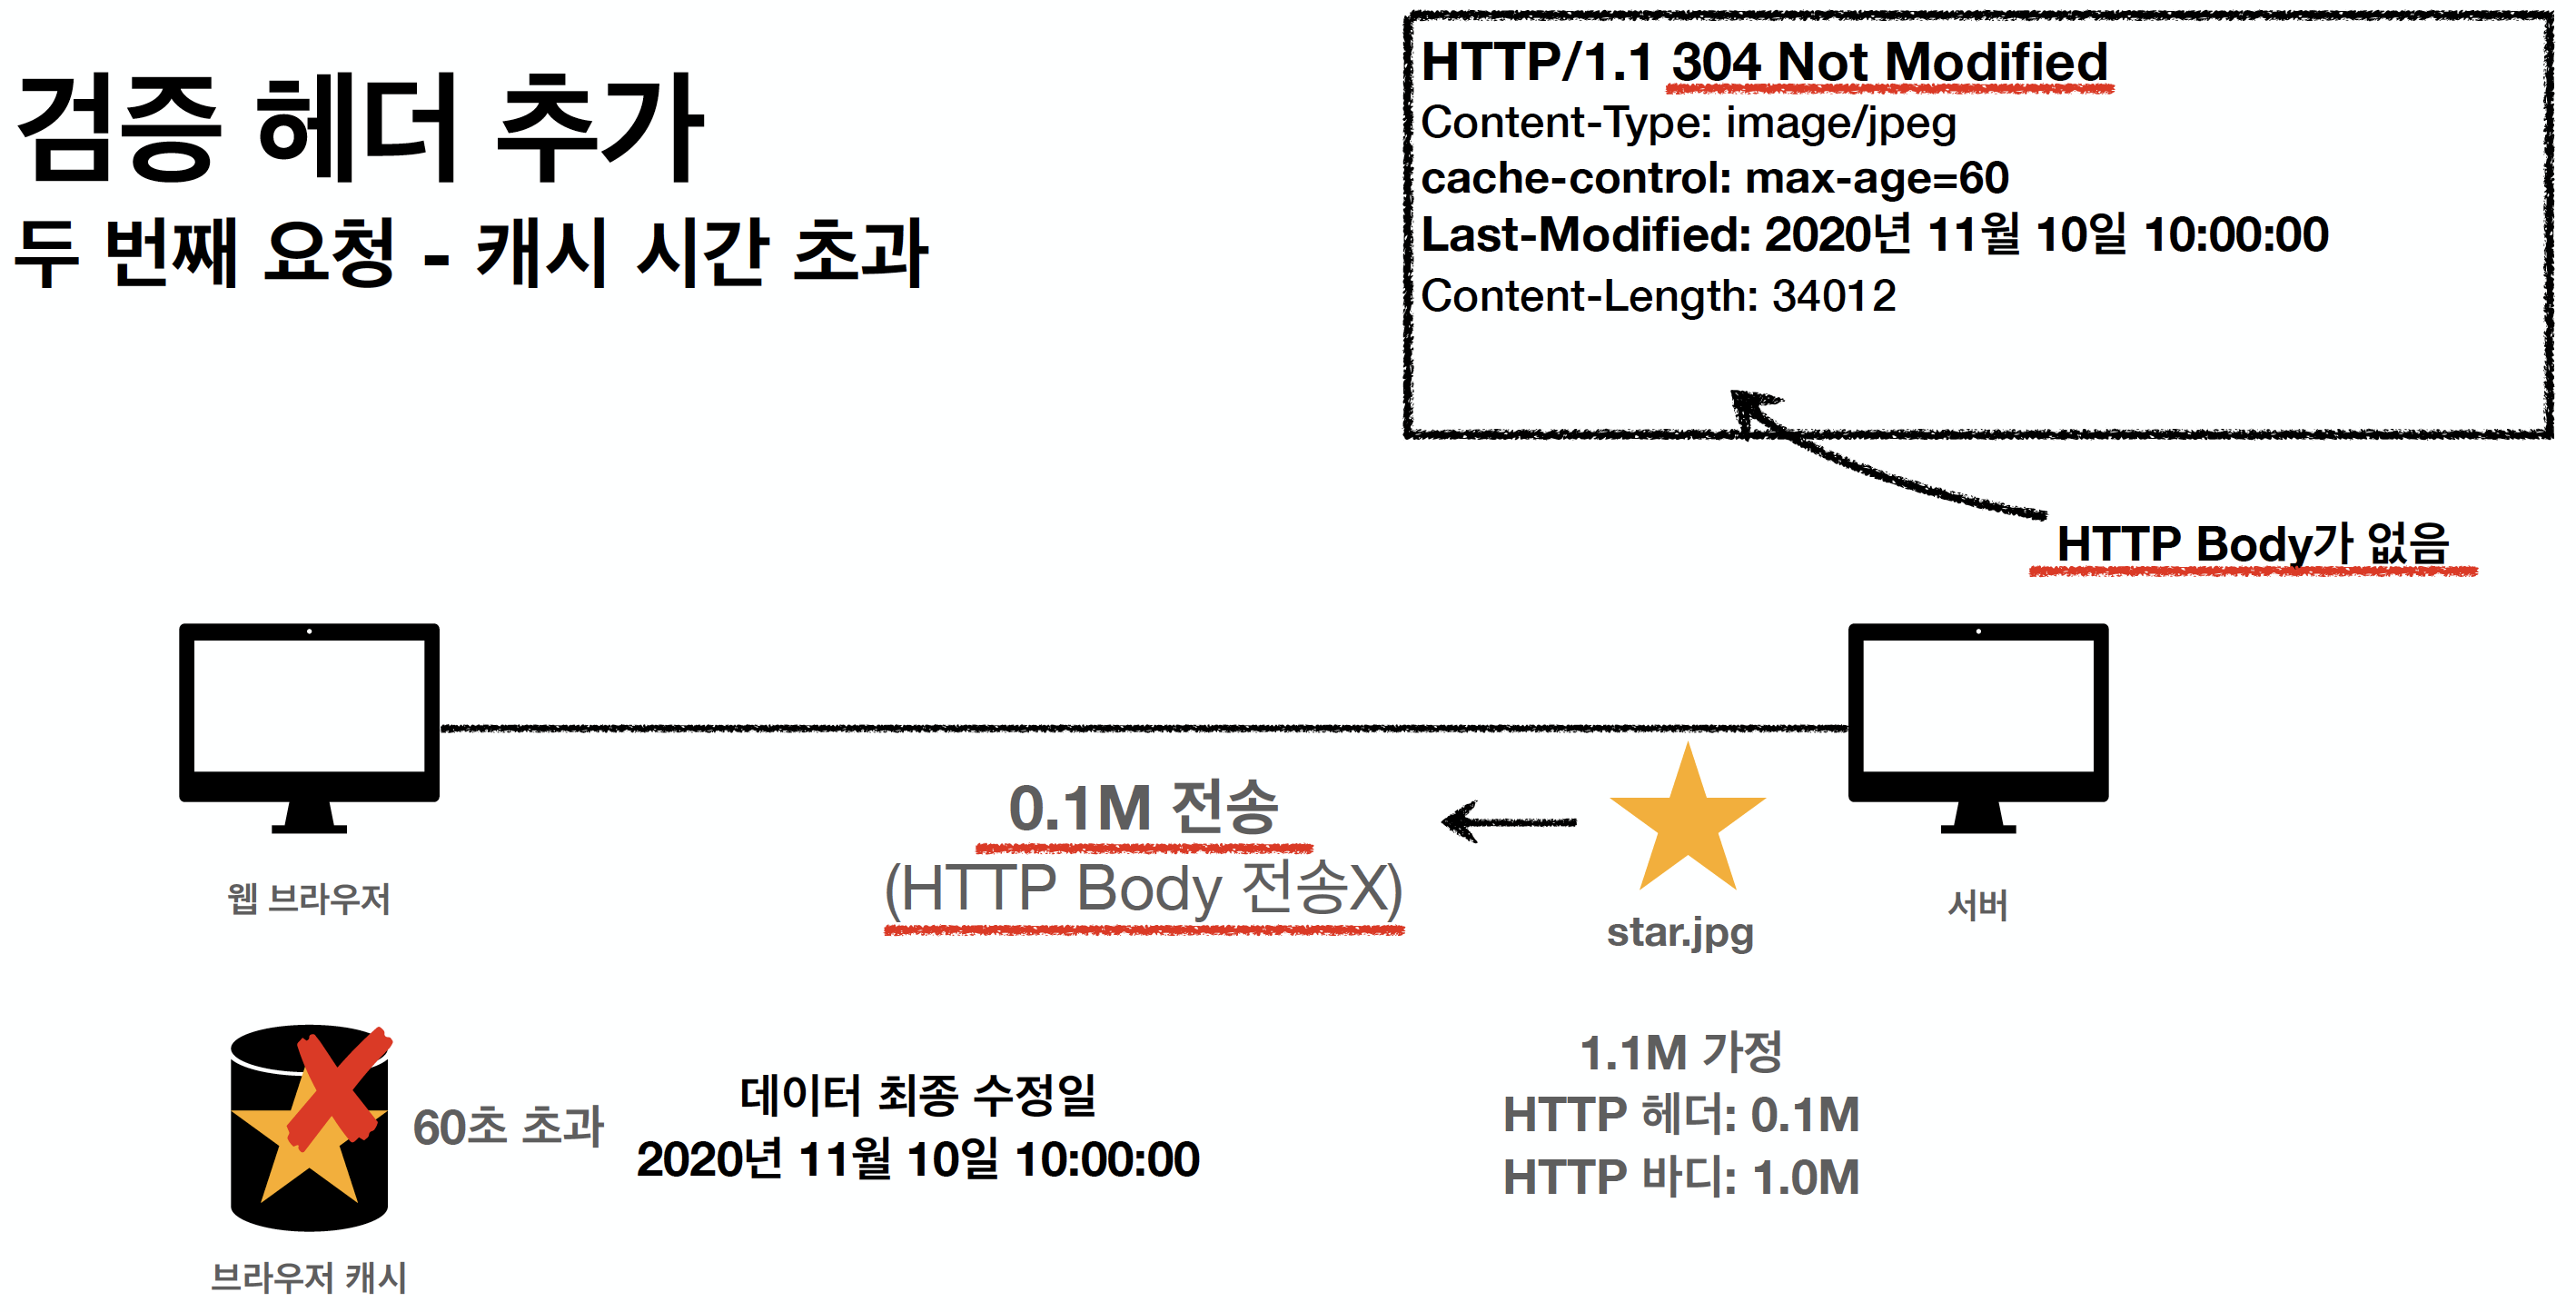 검증 헤더 추가
두 번째 요청 - 캐시 시간 초과
HTTP/1.1 304 Not Modified
Content-Type: image/jpeg
cache-control: max-age=60
Last-Modified: 2020년 11월 10일 10:00:00
Content-Length: 34012
HTTP Body가 없음
0.1M 전송
(HTTP Body 전송X)
웹 브라우저
star.jpg
서버
1.1M 가정
HTTP 헤더: 0.1M
HTTP 바디: 1.0M
60초 초과
데이터 최종 수정일
2020년 11월 10일 10:00:00
브라우저 캐시